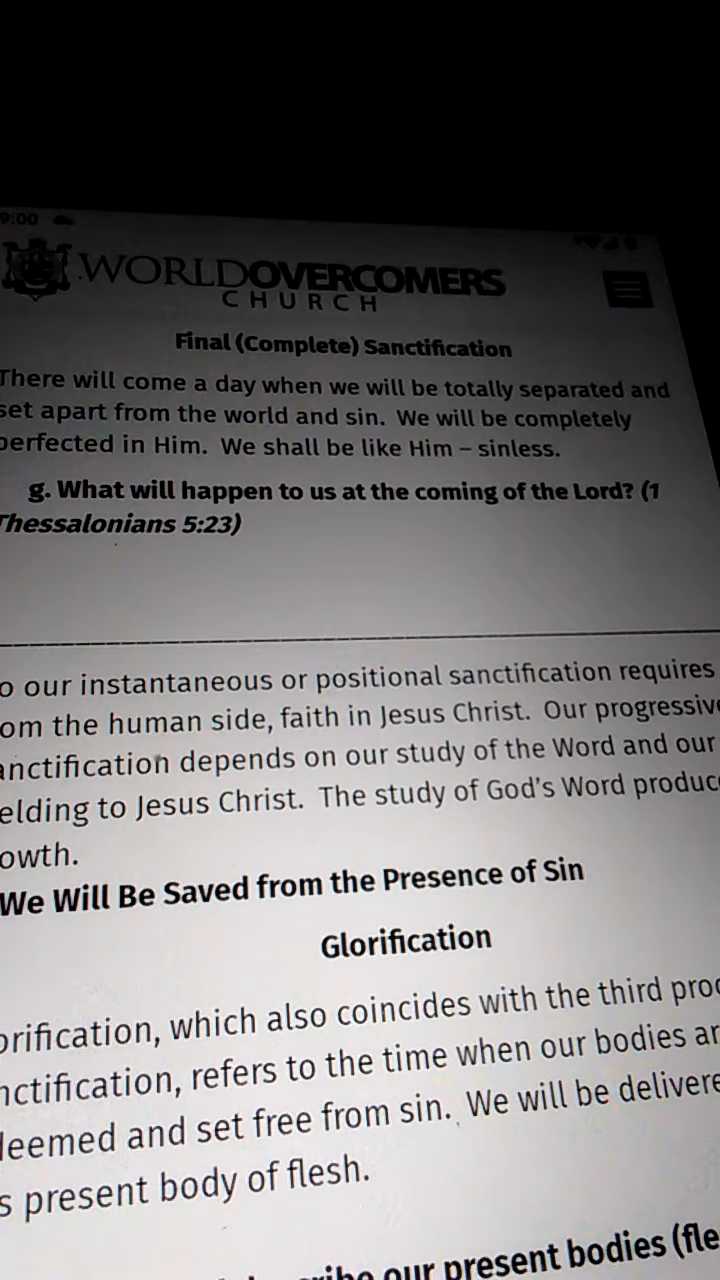 9:00
WORLDOVERCOMERS
CHURCH
Final (Complete) Sanctification
There will come a day when we will be totally separated and
set apart from the world and sin. We will be completely
perfected in Him. We shall be like Him – sinless.
g. What will happen to us at the coming of the Lord? (1
Thessalonians 5:23)
o our instantaneous or positional sanctification requires
om the human side, faith in Jesus Christ. Our progressive
anctification depends on our study of the Word and our
elding to Jesus Christ. The study of God's Word produc
owth.
We Will Be Saved from the Presence of Sin
Glorification
orification, which also coincides with the third proc
nctification, refers to the time when our bodies ar
deemed and set free from sin. We will be delivere
s present body of flesh.
our present bodies (fle